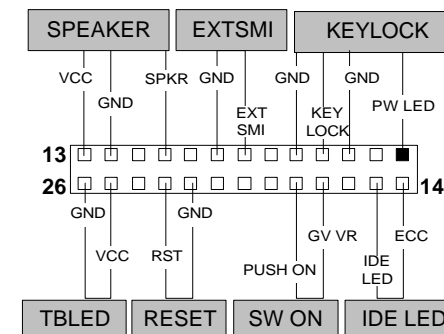 SPEAKER EXTSMI KEYLOCK
VCC SPKR GND GND GND
GND EXT SMI KEY LOCK PW LED
13
26 14
GND GND
VCC RST PUSH ON GV VR IDE LED ECC
TBLED RESET SW ON IDE LED